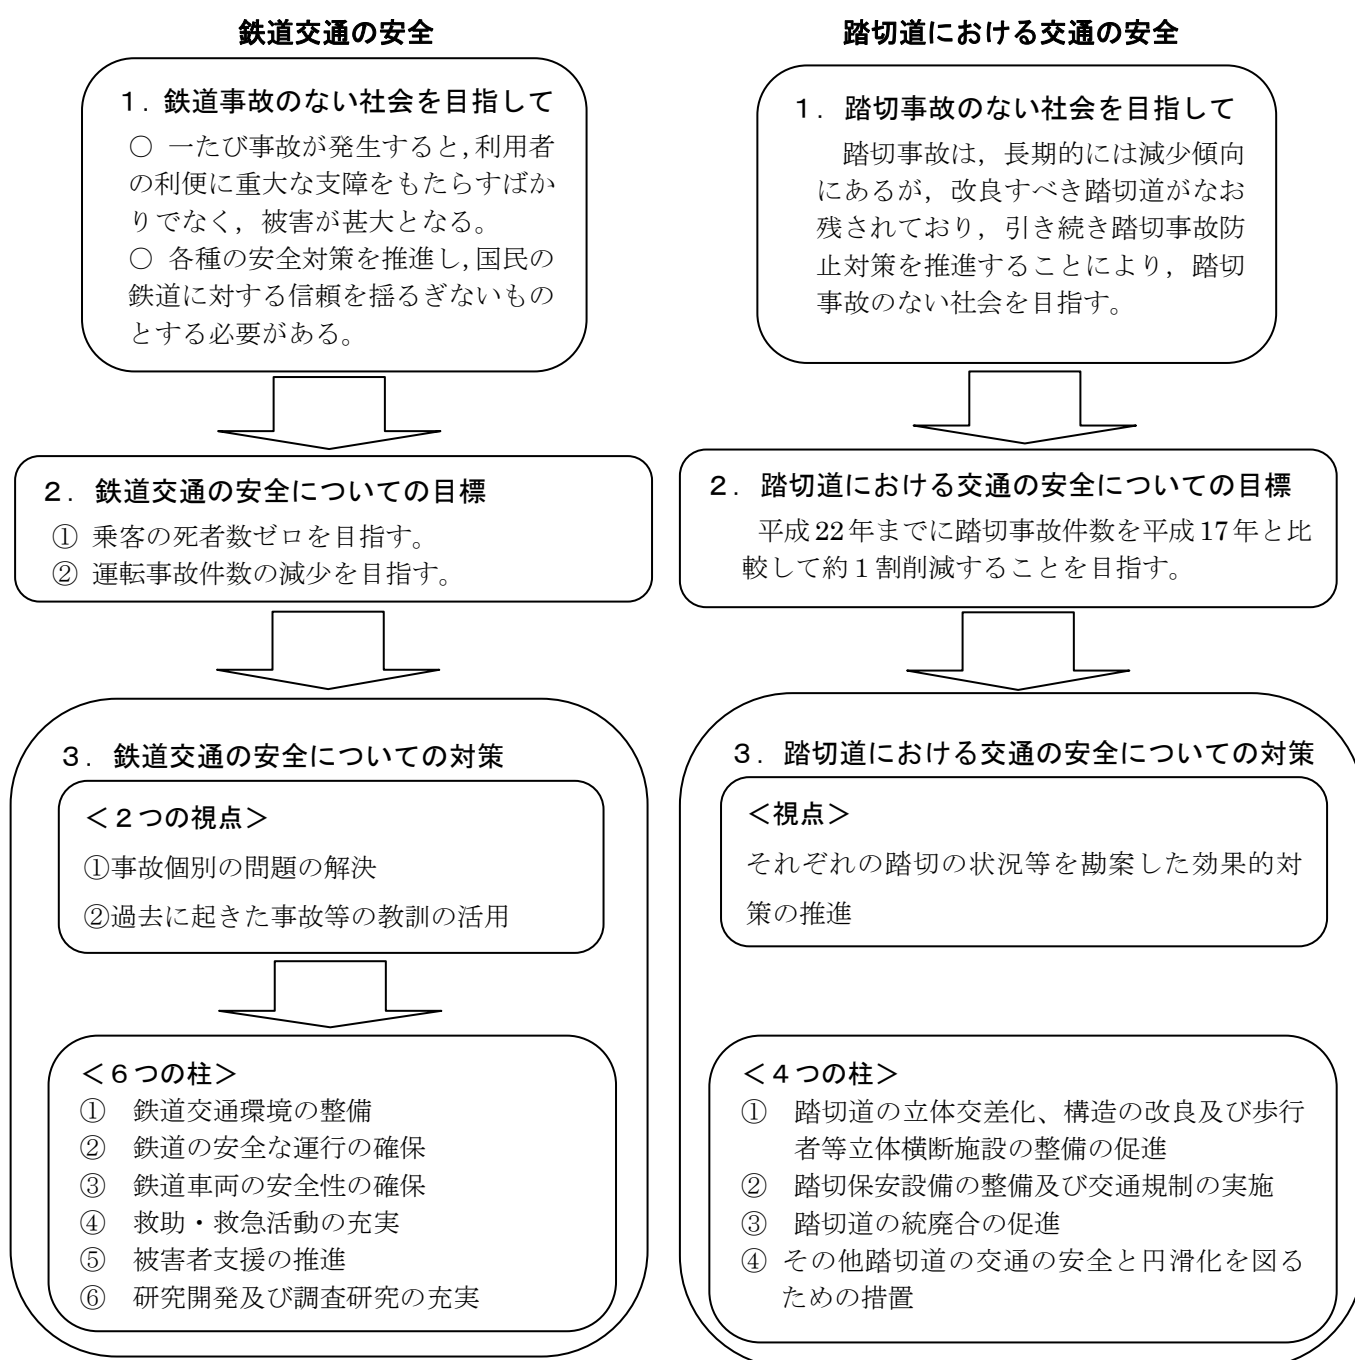 鉄道交通の安全
1．鉄道事故のない社会を目指して
○ 一たび事故が発生すると，利用者
の利便に重大な支障をもたらすばか
りでなく，被害が甚大となる。
○ 各種の安全対策を推進し，国民の
鉄道に対する信頼を揺るぎないもの
とする必要がある。
2．鉄道交通の安全についての目標
① 乗客の死者数ゼロを目指す。
② 運転事故件数の減少を目指す。
3．鉄道交通の安全についての対策
＜２つの視点＞
①事故個別の問題の解決
②過去に起きた事故等の教訓の活用
＜６つの柱＞
① 鉄道交通環境の整備
② 鉄道の安全な運行の確保
③ 鉄道車両の安全性の確保
④ 救助・救急活動の充実
⑤ 被害者支援の推進
⑥ 研究開発及び調査研究の充実
踏切道における交通の安全
1．踏切事故のない社会を目指して
踏切事故は，長期的には減少傾向
にあるが，改良すべき踏切道がなお
残されており，引き続き踏切事故防
止対策を推進することにより，踏切
事故のない社会を目指す。
2．踏切道における交通の安全についての目標
平成 22 年までに踏切事故件数を平成 17 年と比
較して約１割削減することを目指す。
3．踏切道における交通の安全についての対策
＜視点＞
それぞれの踏切の状況等を勘案した効果的対
策の推進
＜４つの柱＞
① 踏切道の立体交差化、構造の改良及び歩行
者等立体横断施設の整備の促進
② 踏切保安設備の整備及び交通規制の実施
③ 踏切道の統廃合の促進
④ その他踏切道の交通の安全と円滑化を図る
ための措置